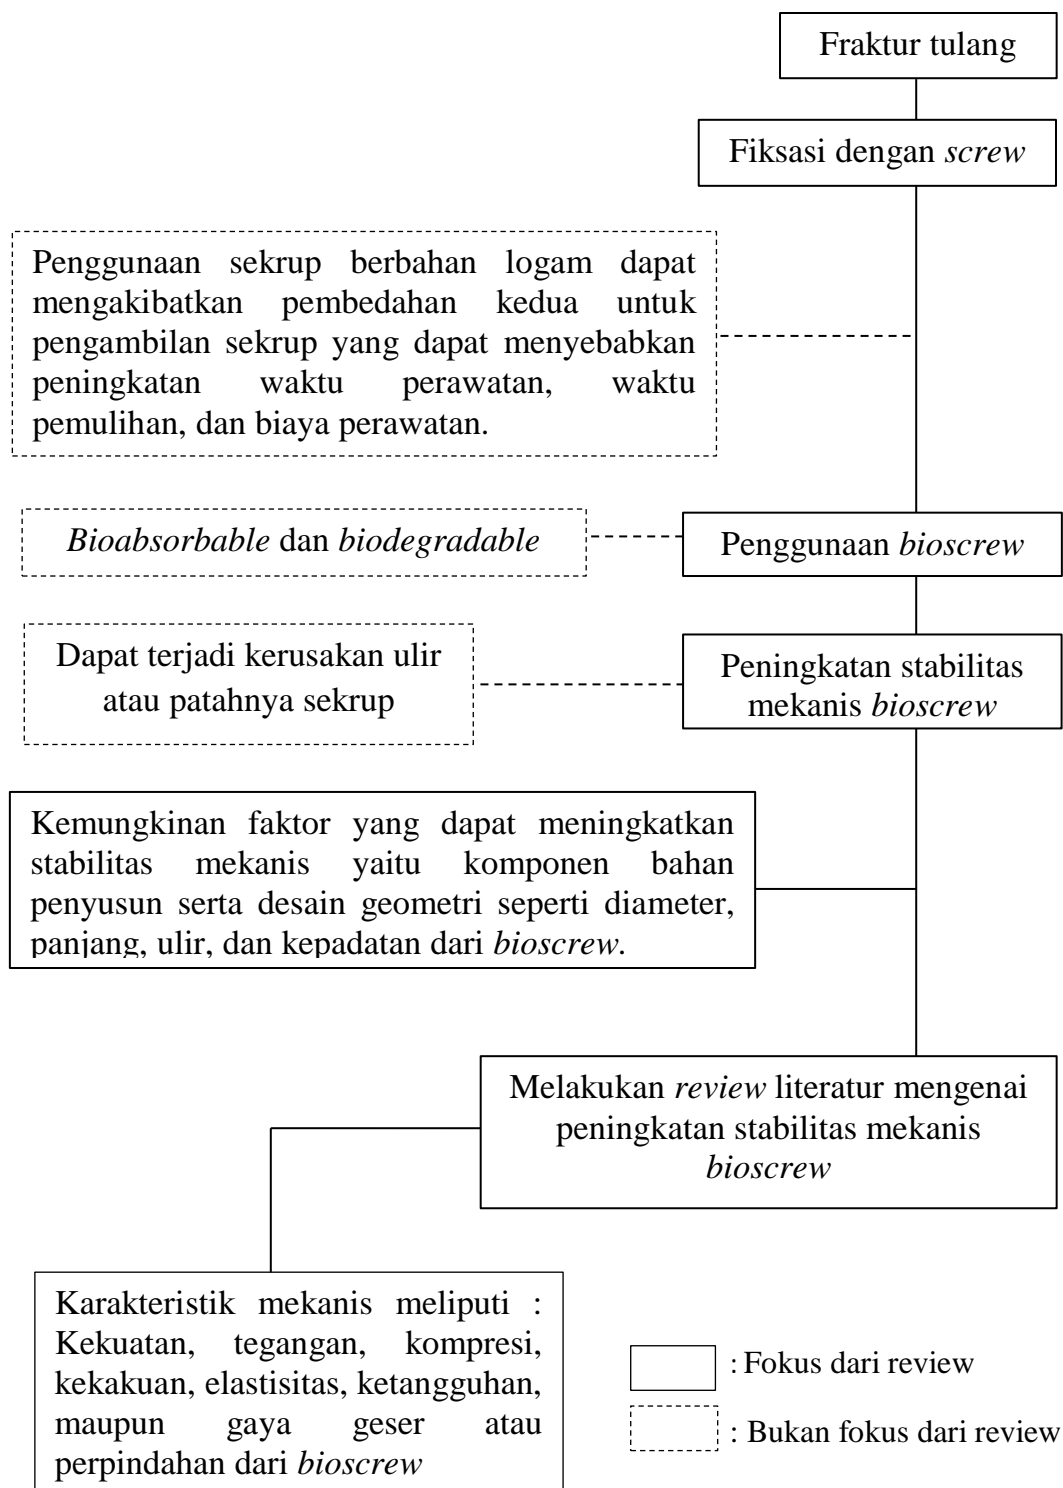 Fraktur tulang
Fiksasi dengan screw
Penggunaan sekrup berbahan logam dapat
mengakibatkan pembedahan kedua untuk
pengambilan sekrup yang dapat menyebabkan
peningkatan waktu perawatan, waktu
pemulihan, dan biaya perawatan.
Bioabsorbable dan biodegradable
Penggunaan bioscrew
Dapat terjadi kerusakan ulir
atau patahnya sekrup
Peningkatan stabilitas
mekanis bioscrew
Kemungkinan faktor yang dapat meningkatkan
stabilitas mekanis yaitu komponen bahan
penyusun serta desain geometri seperti diameter,
panjang, ulir, dan kepadatan dari bioscrew.
Melakukan review literatur mengenai
peningkatan stabilitas mekanis
bioscrew
Karakteristik mekanis meliputi :
Kekuatan, tegangan, kompresi,
kekakuan, elastisitas, ketangguhan,
maupun gaya geser atau
perpindahan dari bioscrew
: Fokus dari review
: Bukan fokus dari review